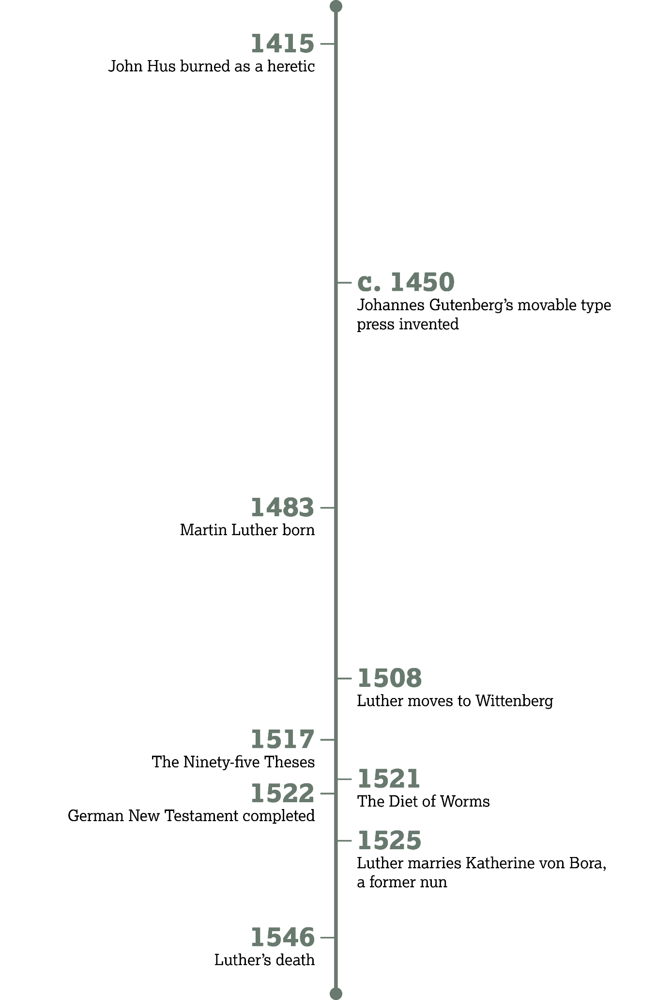 1415
John Hus burned as a heretic
c. 1450
Johannes Gutenberg’s movable type
press invented
1483
Martin Luther born
1508
Luther moves to Wittenberg
1517
The Ninety-five Theses
1521
The Diet of Worms
1522
German New Testament completed
1525
Luther marries Katherine von Bora,
a former nun
1546
Luther’s death